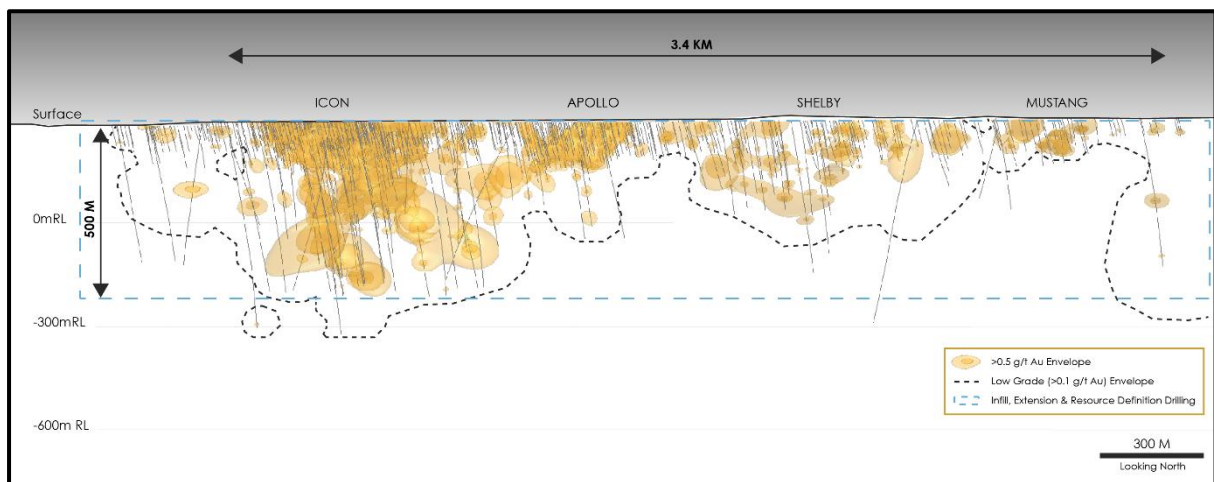 3.4 KM
ICON
APOLLO
SHELBY
MUSTANG
Surface
500 M
0mRL
-300mRL
>0.5 g/t Au Envelope
Low Grade (>0.1 g/t Au) Envelope
Infill, Extension & Resource Definition Drilling
-600m RL
300 M
Looking North